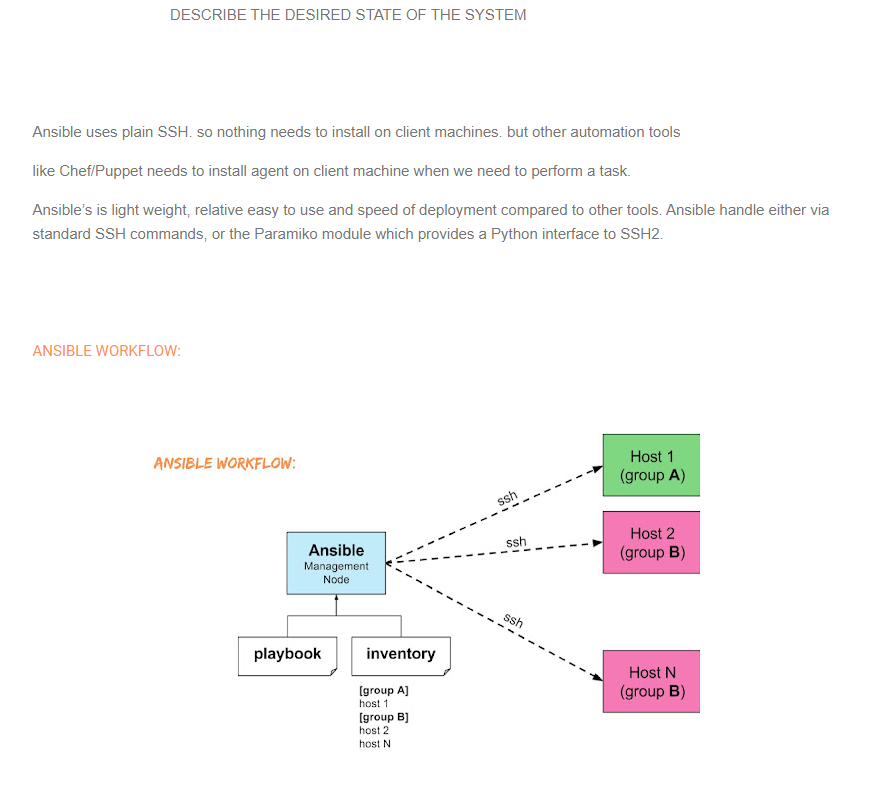 DESCRIBE THE DESIRED STATE OF THE SYSTEM
Ansible uses plain SSH. so nothing needs to install on client machines. but other automation tools
like Chef/Puppet needs to install agent on client machine when we need to perform a task.
Ansible’s is light weight, relative easy to use and speed of deployment compared to other tools. Ansible handle either via
standard SSH commands, or the Paramiko module which provides a Python interface to SSH2.
ANSIBLE WORKFLOW:
ANSIBLE WORKFLOW:
Host 1
(group A)
ssh
Host 2
(group B)
ssh
Ansible
Management
Node
ssh
playbook
inventory
Host N
(group B)
[group A]
host 1
[group B]
host 2
host N